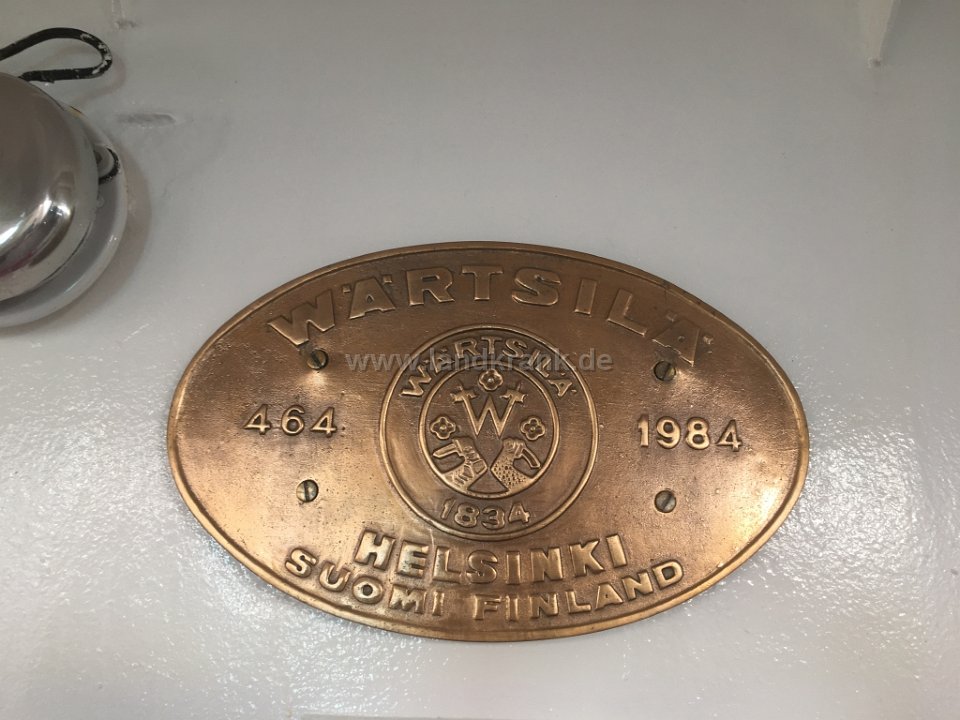 WÄRTSILÄ
www.landkrank.de
WÄRTSILÄ
W
464 1984
1834
HELSINKI
SUOMI FINLAND